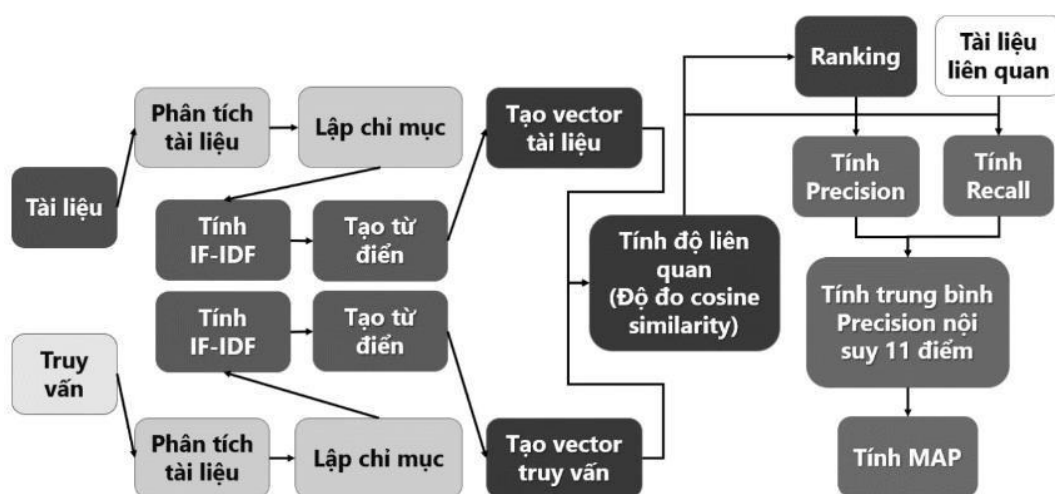 Tài liệu
Phân tích
tài liệu
Lập chỉ mục
Tính
IF-IDF
Tạo từ
điển
Tạo vector
tài liệu
Truy
vấn
Phân tích
tài liệu
Lập chỉ mục
Tính
IF-IDF
Tạo từ
điển
Tạo vector
truy vấn
Tính độ liên
quan
(Độ đo cosine
similarity)
Ranking
Tài liệu
liên quan
Tính
Precision
Tính
Recall
Tính trung bình
Precision nội
suy 11 điểm
Tính MAP